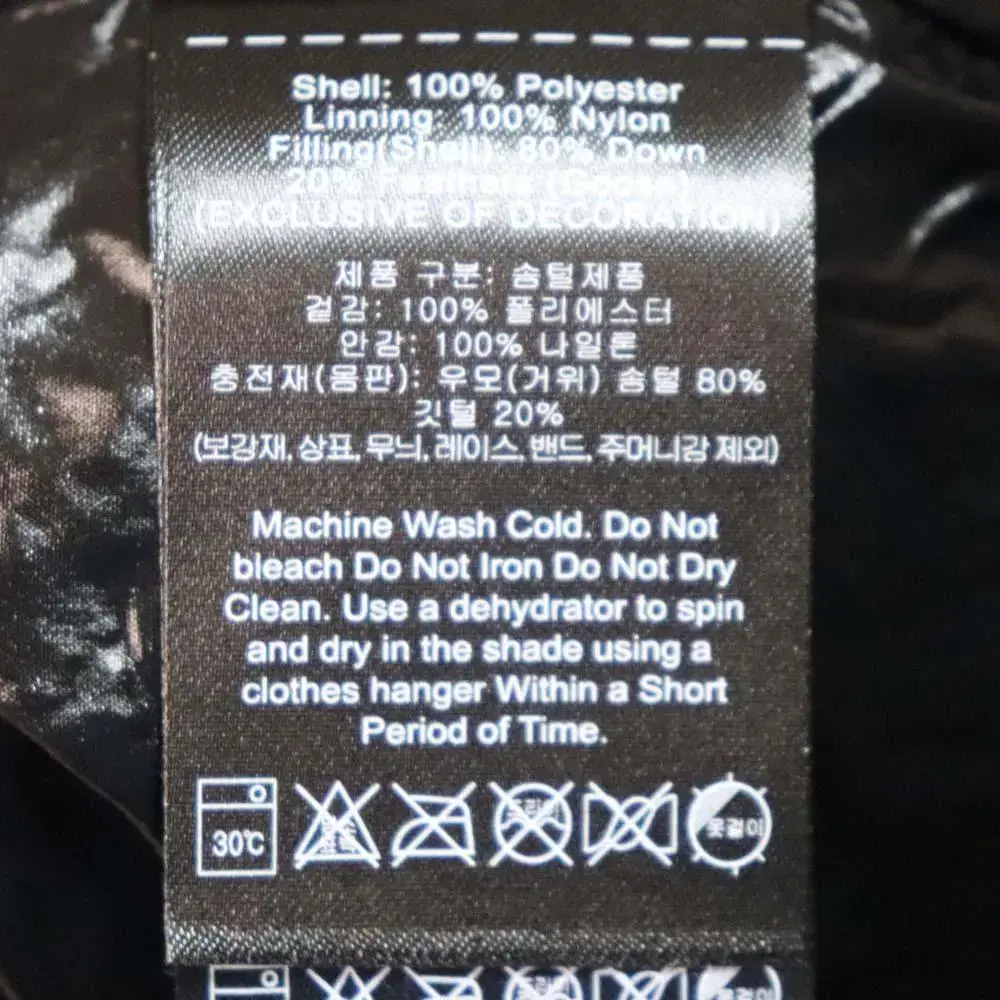 Shell: 100% Polyester
Linning: 100% Nylon
Filling(Shell). 80% Down
20% Feathers (Goose)
(EXCLUSIVE OF DECORATION)
제품 구분: 솜털제품
겉감: 100% 폴리에스터
안감: 100% 나일론
충전재(몸판): 우모(거위) 솜털 80%
깃털 20%
(보강재, 상표, 무늬, 레이스, 밴드, 주머니감 제외)
Machine Wash Cold. Do Not
bleach Do Not Iron Do Not Dry
Clean. Use a dehydrator to spin
and dry in the shade using a
clothes hanger Within a Short
Period of Time.
30℃ 옷걸이